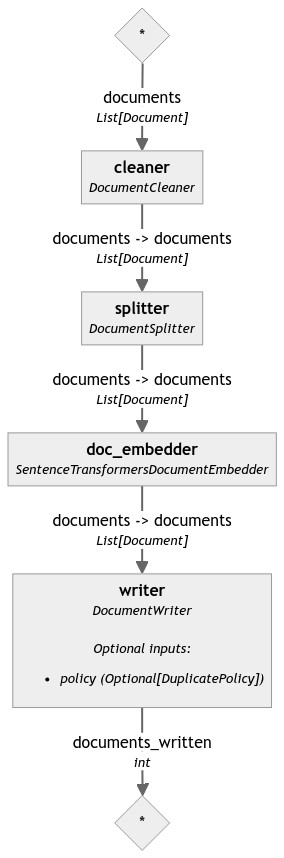 *
documents
List[Document]
cleaner
DocumentCleaner
documents -> documents
List[Document]
splitter
DocumentSplitter
documents -> documents
List[Document]
doc_embedder
SentenceTransformersDocumentEmbedder
documents -> documents
List[Document]
writer
DocumentWriter
Optional inputs:
• policy (Optional[DuplicatePolicy])
documents_written
int
*